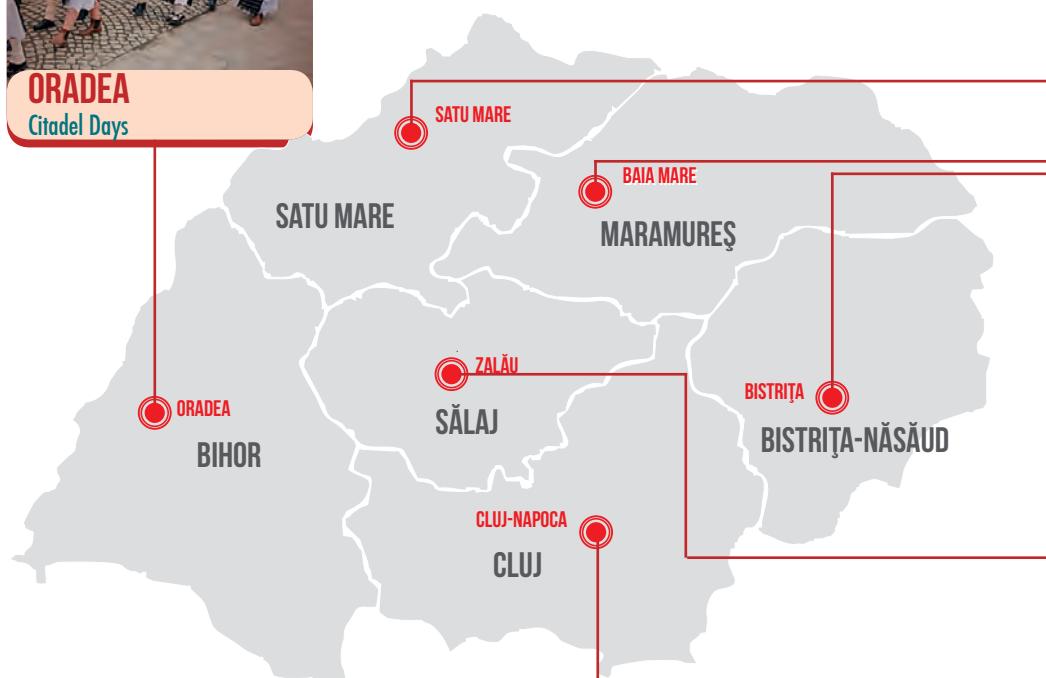 ORADEA
Citadel Days
SATU MARE
BAIA MARE
SATU MARE
MARAMUREŞ
ZALĂU
BISTRIŢA
ORADEA
SĂLAJ
BISTRIŢA-NĂSĂUD
BIHOR
CLUJ-NAPOCA
CLUJ